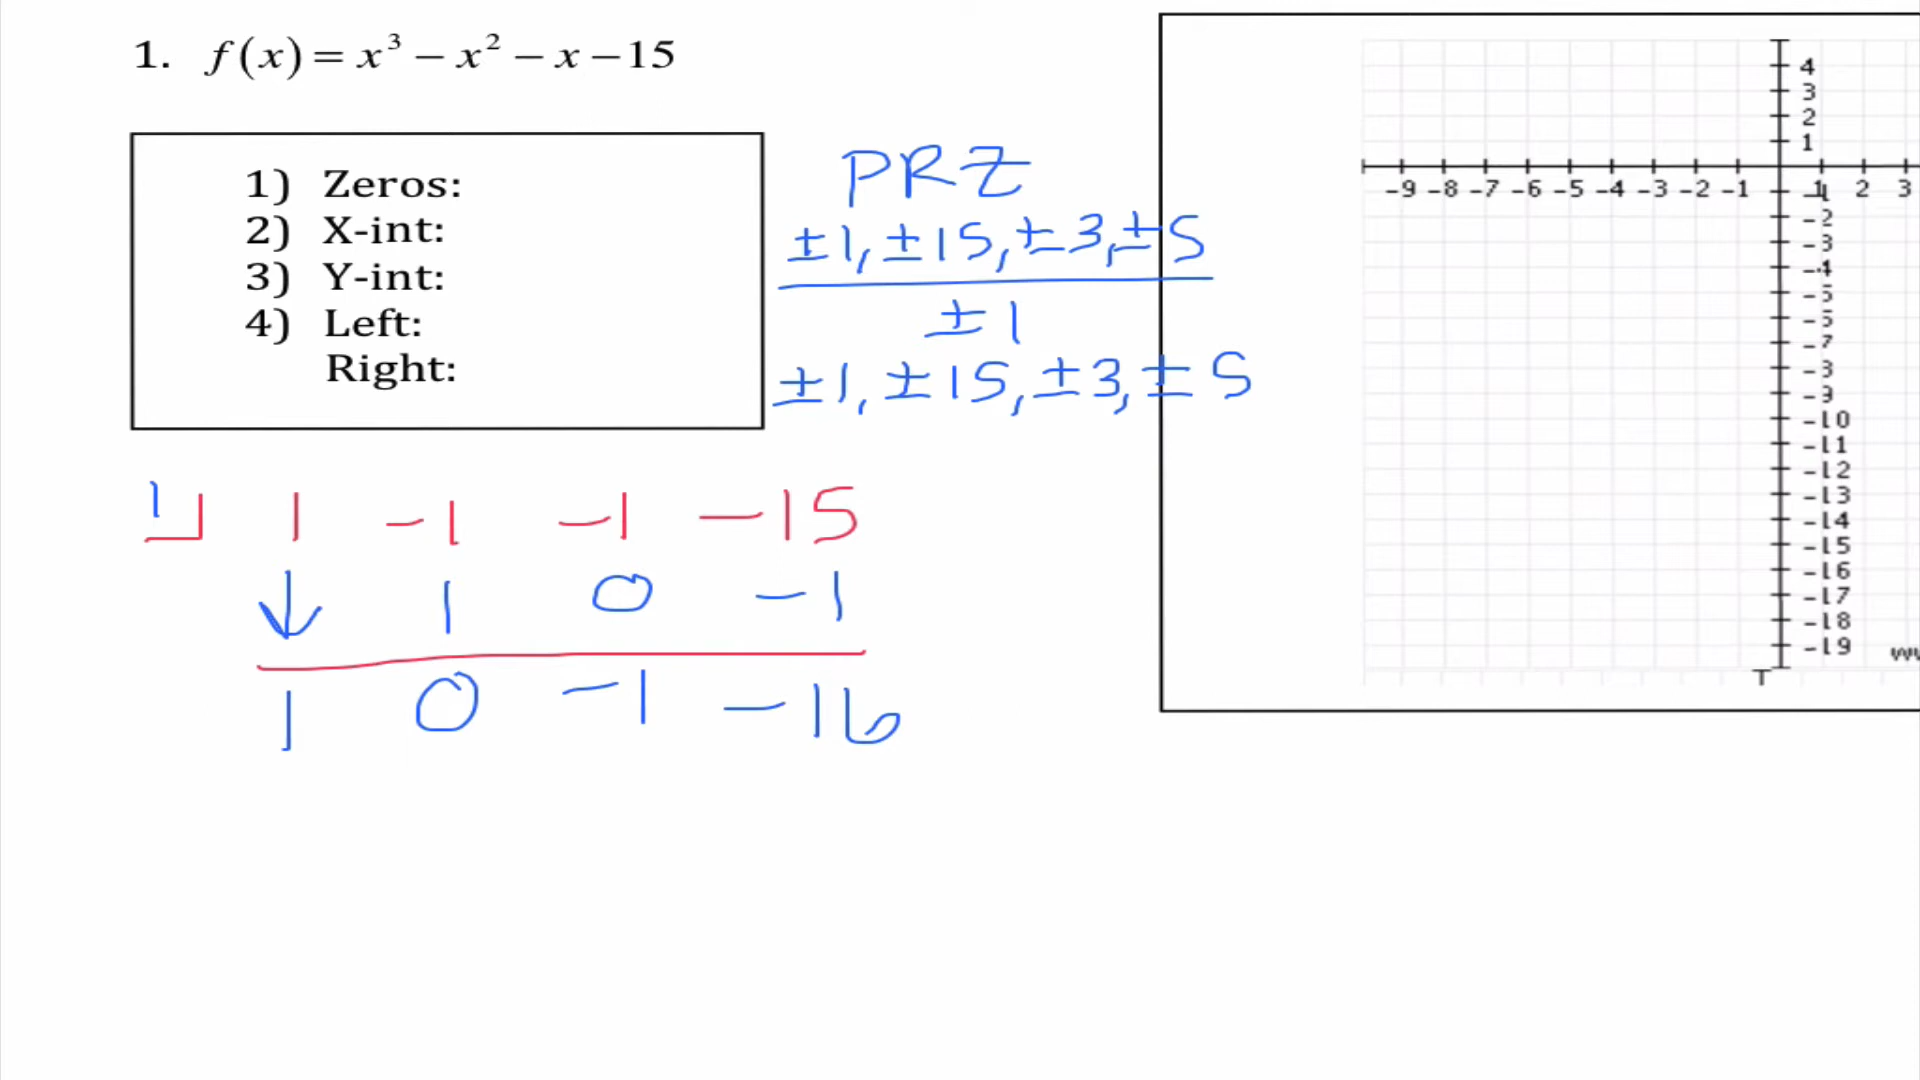 1. f(x) = x³ − x² − x − 15
1) Zeros:
2) X-int:
3) Y-int:
4) Left:
Right:
PRZ
±1, ±15, ±3, ±5
±1
±1, ±15, ±3, ±5
1 1 -1 -1 -15
↓ 1 0 -1
1 0 -1 -16
4
3
2
1
-9 -8 -7 -6 -5 -4 -3 -2 -1 1 2 3
-2
-3
-4
-5
-7
-10
-11
-12
-13
-14
-15
-16
-17
-18
-19